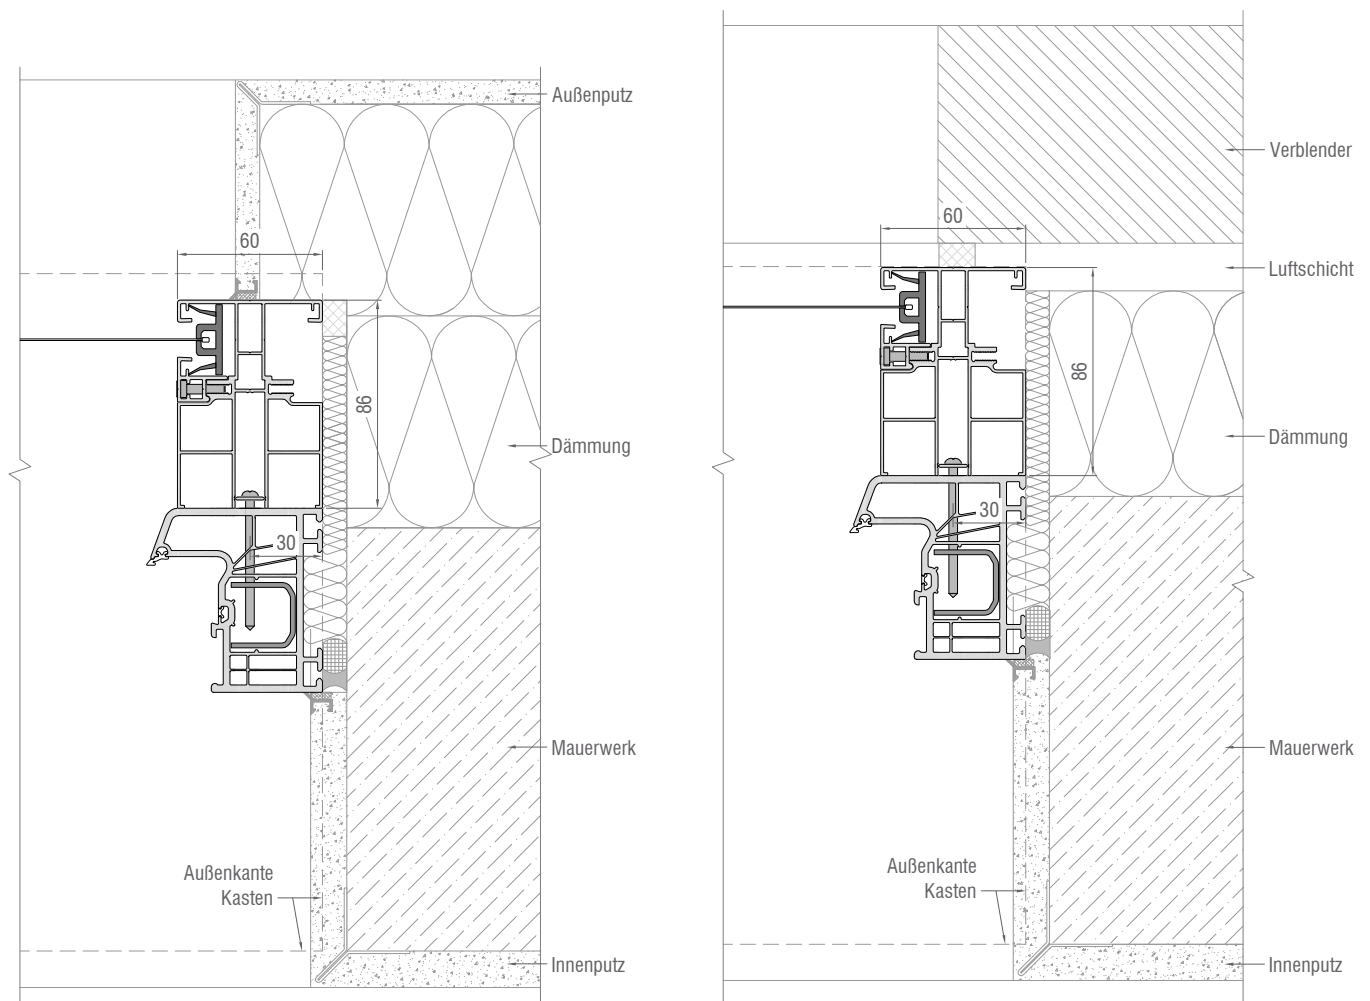 Außenputz
60
86
Dämmung
30
Mauerwerk
Außenkante
Kasten
Innenputz
Verblender
60
Luftschicht
86
Dämmung
30
Mauerwerk
Außenkante
Kasten
Innenputz